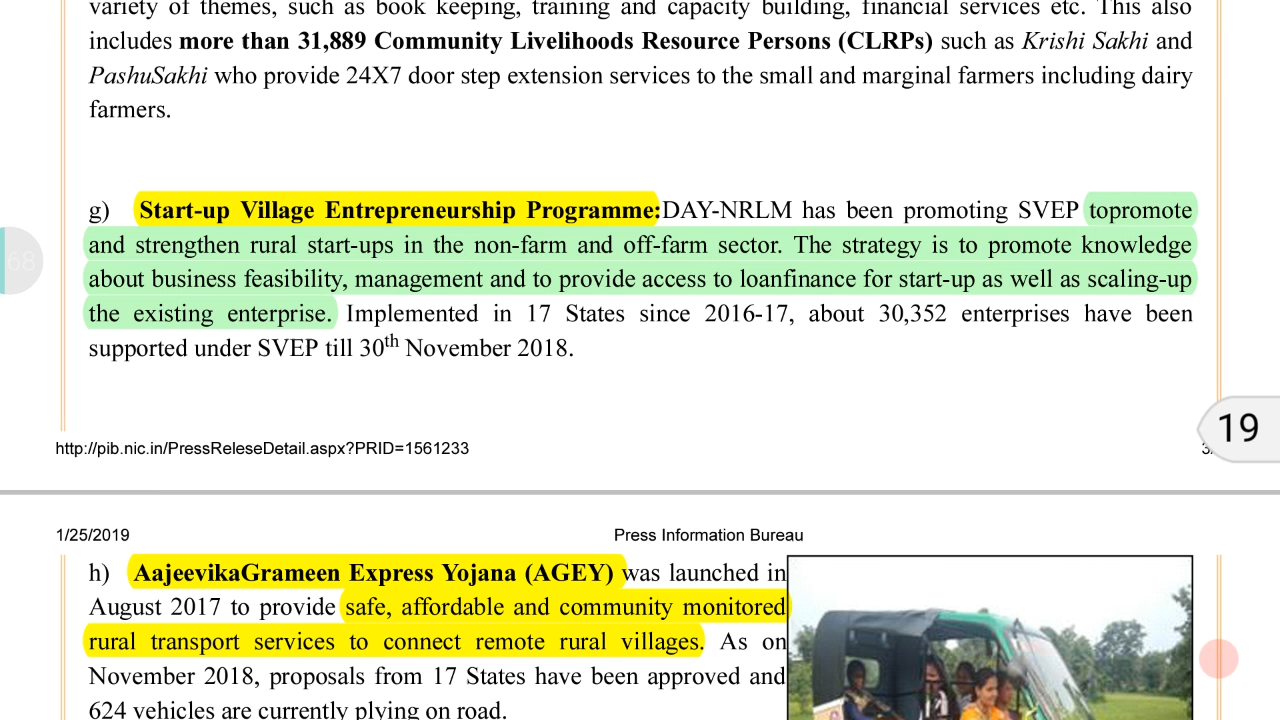 variety of themes, such as book keeping, training and capacity building, financial services etc. This also
includes more than 31,889 Community Livelihoods Resource Persons (CLRPs) such as Krishi Sakhi and
PashuSakhi who provide 24X7 door step extension services to the small and marginal farmers including dairy
farmers.
g) Start-up Village Entrepreneurship Programme:DAY-NRLM has been promoting SVEP topromote
and strengthen rural start-ups in the non-farm and off-farm sector. The strategy is to promote knowledge
68
about business feasibility, management and to provide access to loanfinance for start-up as well as scaling-up
the existing enterprise. Implemented in 17 States since 2016-17, about 30,352 enterprises have been
supported under SVEP till 30th November 2018.
19
http://pib.nic.in/PressReleseDetail.aspx?PRID=1561233
1/25/2019 Press Information Bureau
h) AajeevikaGrameen Express Yojana (AGEY) was launched in
August 2017 to provide safe, affordable and community monitored
rural transport services to connect remote rural villages. As on
November 2018, proposals from 17 States have been approved and
624 vehicles are currently plying on road.